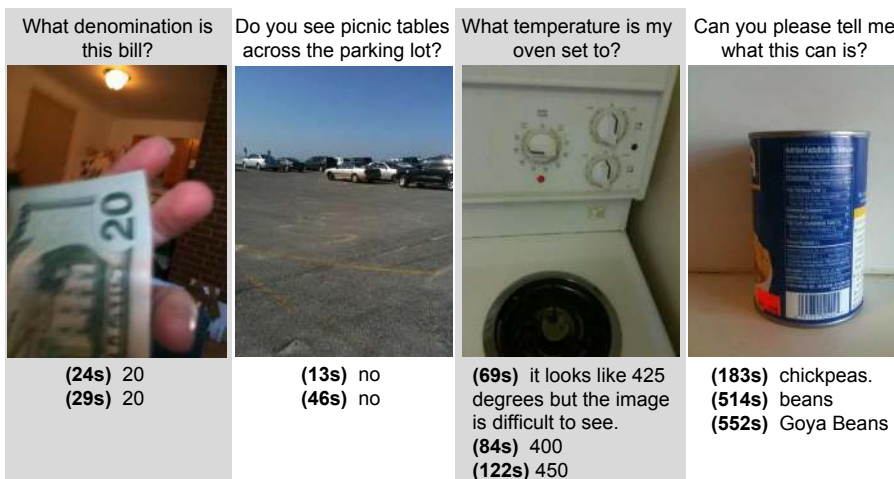 What denomination is
this bill?
20
(24s) 20
(29s) 20
Do you see picnic tables
across the parking lot?
(13s) no
(46s) no
What temperature is my
oven set to?
(69s) it looks like 425
degrees but the image
is difficult to see.
(84s) 400
(122s) 450
Can you please tell me
what this can is?
Nutrition Facts
(183s) chickpeas.
(514s) beans
(552s) Goya Beans